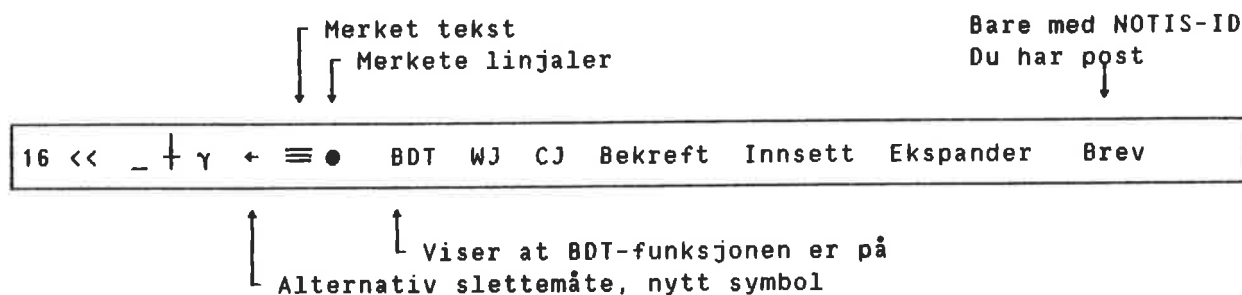 Merket tekst
Merkete linjaler
Bare med NOTIS-ID
Du har post
16 << _ ┼ γ ← ≡ ● BDT WJ CJ Bekreft Innsett Ekspander Brev
Viser at BDT-funksjonen er på
Alternativ slettemåte, nytt symbol